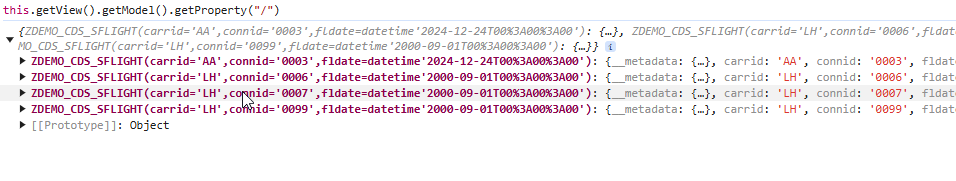 this.getView().getModel().getProperty("/")
{ZDEMO_CDS_SFLIGHT(carrid='AA',connid='0003',fldate=datetime'2024-12-24T00%3A00%3A00'): {…}, ZDEMO_CDS_SFLIGHT(carrid='LH',connid='0006',f
MO_CDS_SFLIGHT(carrid='LH',connid='0099',fldate=datetime'2000-09-01T00%3A00%3A00'): {…}} i
ZDEMO_CDS_SFLIGHT(carrid='AA',connid='0003',fldate=datetime'2024-12-24T00%3A00%3A00'): {__metadata: {…}, carrid: 'AA', connid: '0003', fldat
ZDEMO_CDS_SFLIGHT(carrid='LH',connid='0006',fldate=datetime'2000-09-01T00%3A00%3A00'): {__metadata: {…}, carrid: 'LH', connid: '0006', fldat
ZDEMO_CDS_SFLIGHT(carrid='LH',connid='0007',fldate=datetime'2000-09-01T00%3A00%3A00'): {__metadata: {…}, carrid: 'LH', connid: '0007', fldat
ZDEMO_CDS_SFLIGHT(carrid='LH',connid='0099',fldate=datetime'2000-09-01T00%3A00%3A00'): {__metadata: {…}, carrid: 'LH', connid: '0099', fldat
[[Prototype]]: Object